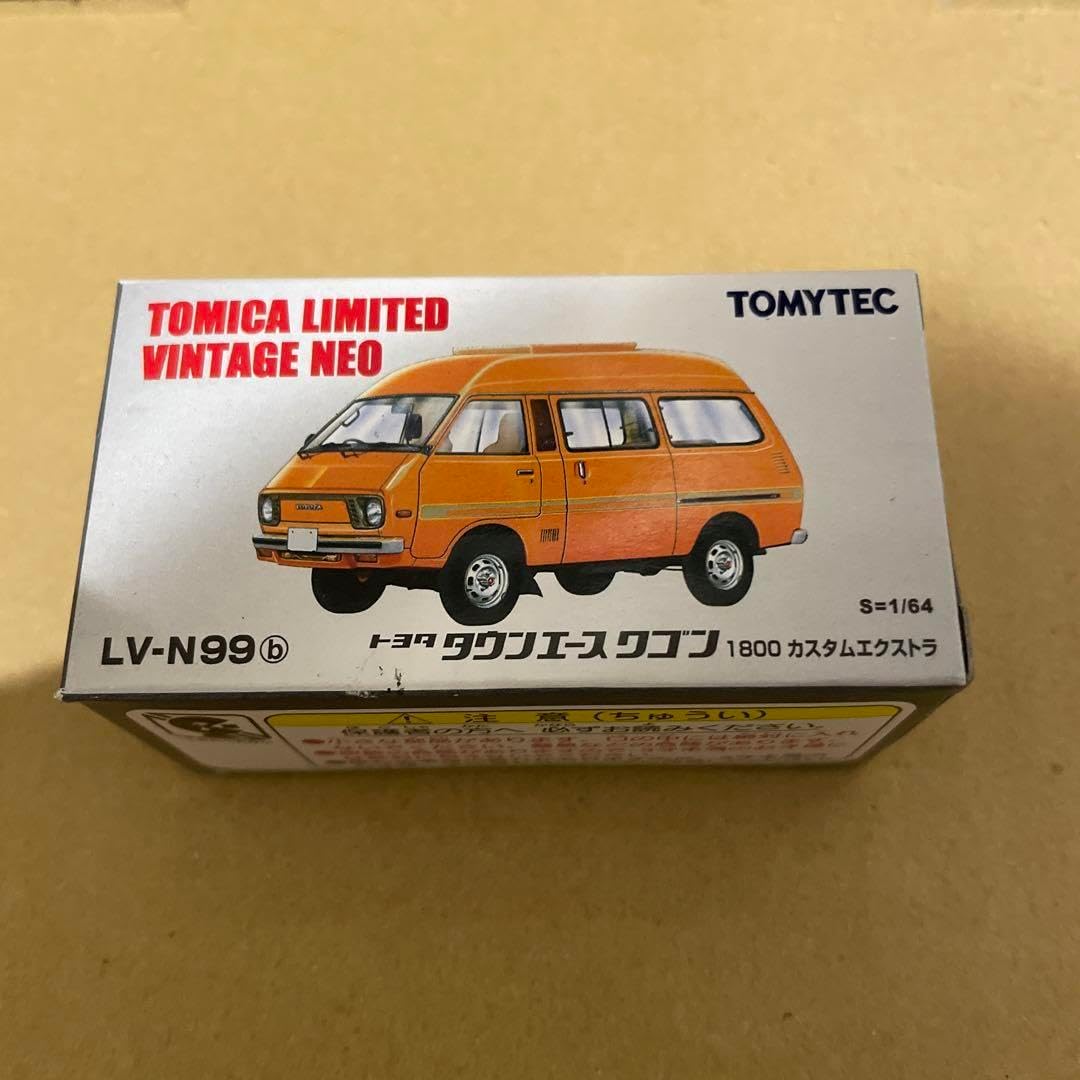 TOMICA LIMITED
VINTAGE NEO
TOMYTEC
TOYOTA
S=1/64
LV-N99ⓑ
トヨタ タウンエース ワゴン 1800 カスタムエクストラ
注 意 (ちゅうい)
保護者の方へ 必ずお読みください。